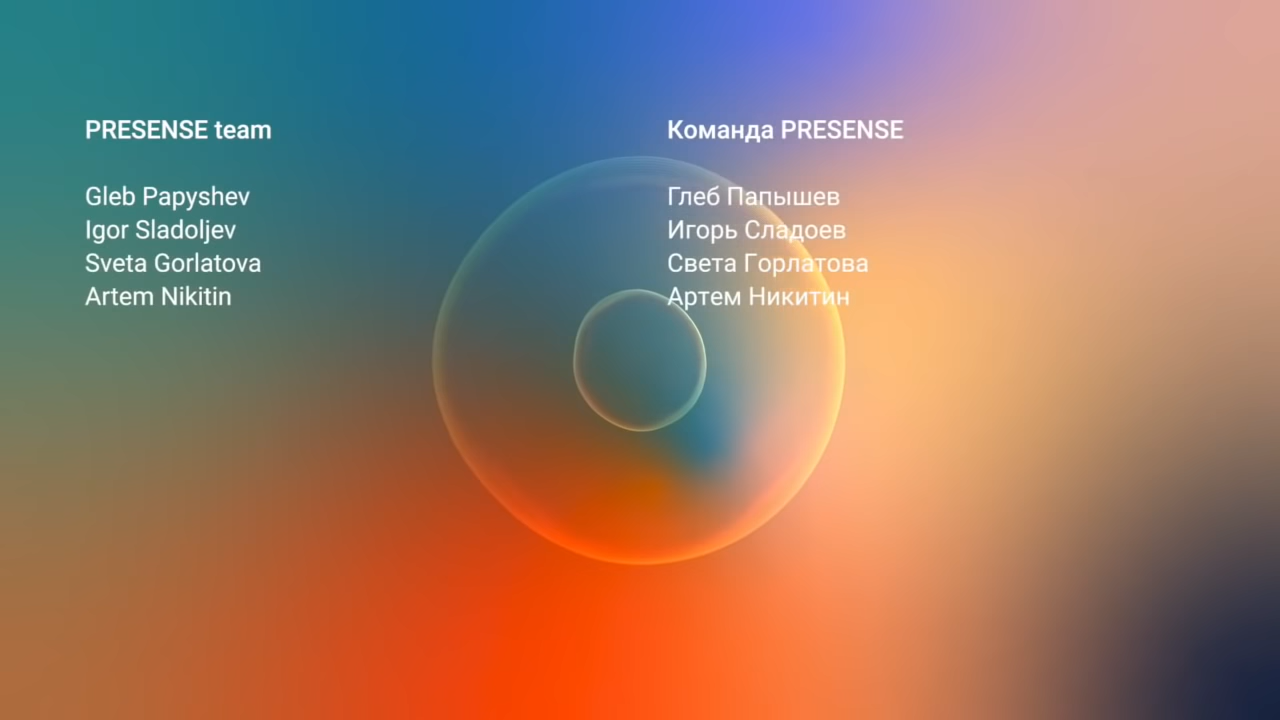 PRESENSE team
Gleb Papyshev
Igor Sladoljev
Sveta Gorlatova
Artem Nikitin
Команда PRESENSE
Глеб Папышев
Игорь Сладоев
Света Горлатова
Артем Никитин